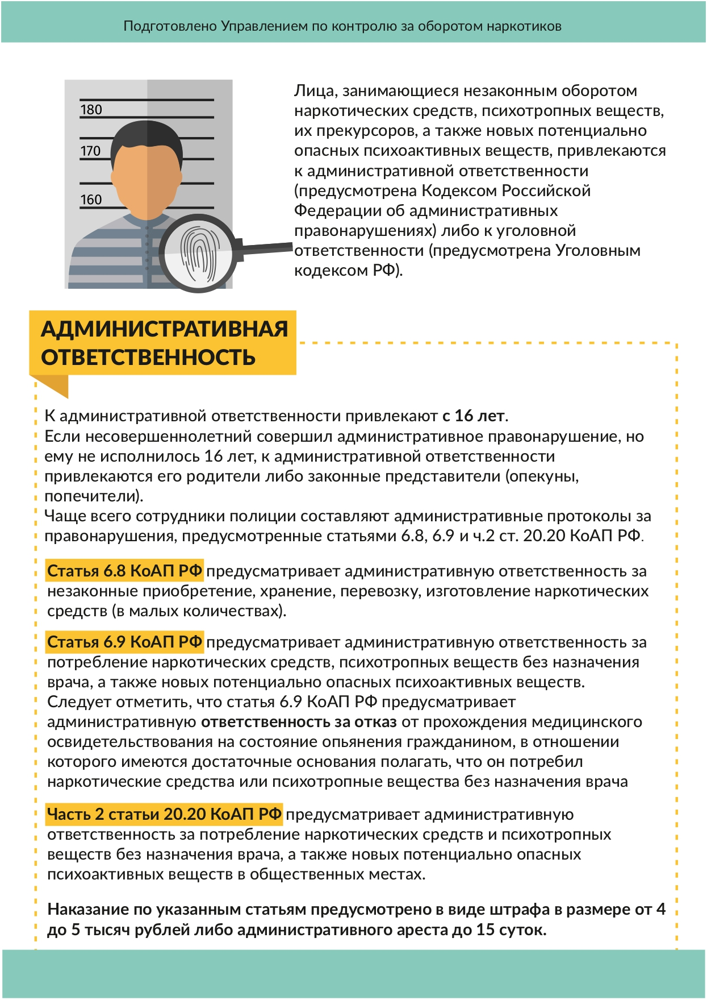 Подготовлено Управлением по контролю за оборотом наркотиков
180
170
160
Лица, занимающиеся незаконным оборотом
наркотических средств, психотропных веществ,
их прекурсоров, а также новых потенциально
опасных психоактивных веществ, привлекаются
к административной ответственности
(предусмотрена Кодексом Российской
Федерации об административных
правонарушениях) либо к уголовной
ответственности (предусмотрена Уголовным
кодексом РФ).
АДМИНИСТРАТИВНАЯ
ОТВЕТСТВЕННОСТЬ
К административной ответственности привлекают с 16 лет.
Если несовершеннолетний совершил административное правонарушение, но
ему не исполнилось 16 лет, к административной ответственности
привлекаются его родители либо законные представители (опекуны,
попечители).
Чаще всего сотрудники полиции составляют административные протоколы за
правонарушения, предусмотренные статьями 6.8, 6.9 и ч.2 ст. 20.20 КоАП РФ.
Статья 6.8 КоАП РФ предусматривает административную ответственность за
незаконные приобретение, хранение, перевозку, изготовление наркотических
средств (в малых количествах).
Статья 6.9 КоАП РФ предусматривает административную ответственность за
потребление наркотических средств, психотропных веществ без назначения
врача, а также новых потенциально опасных психоактивных веществ.
Следует отметить, что статья 6.9 КоАП РФ предусматривает
административную ответственность за отказ от прохождения медицинского
освидетельствования на состояние опьянения гражданином, в отношении
которого имеются достаточные основания полагать, что он потребил
наркотические средства или психотропные вещества без назначения врача
Часть 2 статьи 20.20 КоАП РФ предусматривает административную
ответственность за потребление наркотических средств и психотропных
веществ без назначения врача, а также новых потенциально опасных
психоактивных веществ в общественных местах.
Наказание по указанным статьям предусмотрено в виде штрафа в размере от 4
до 5 тысяч рублей либо административного ареста до 15 суток.